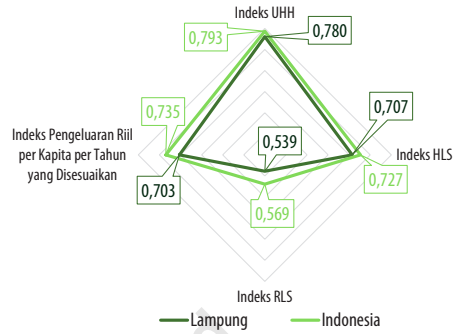 Indeks UHH
0,793
0,780
0,735
0,707
Indeks Pengeluaran Riil
per Kapita per Tahun
yang Disesuaikan
0,539
Indeks HLS
0,703
0,727
0,569
Indeks RLS
Lampung
Indonesia